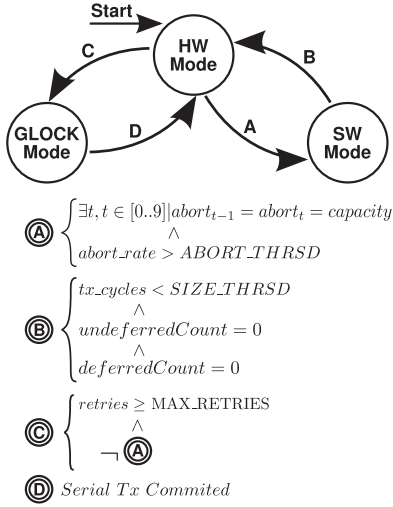 Start
HW
Mode
C
B
GLOCK
Mode
D
A
SW
Mode
A
∃t, t ∈ [0..9]|abort_{t−1} = abort_t = capacity
∧
abort_rate > ABORT_THRSD
B
tx_cycles < SIZE_THRSD
∧
undeferredCount = 0
∧
deferredCount = 0
C
retries ≥ MAX_RETRIES
∧
¬ A
D Serial Tx Commited